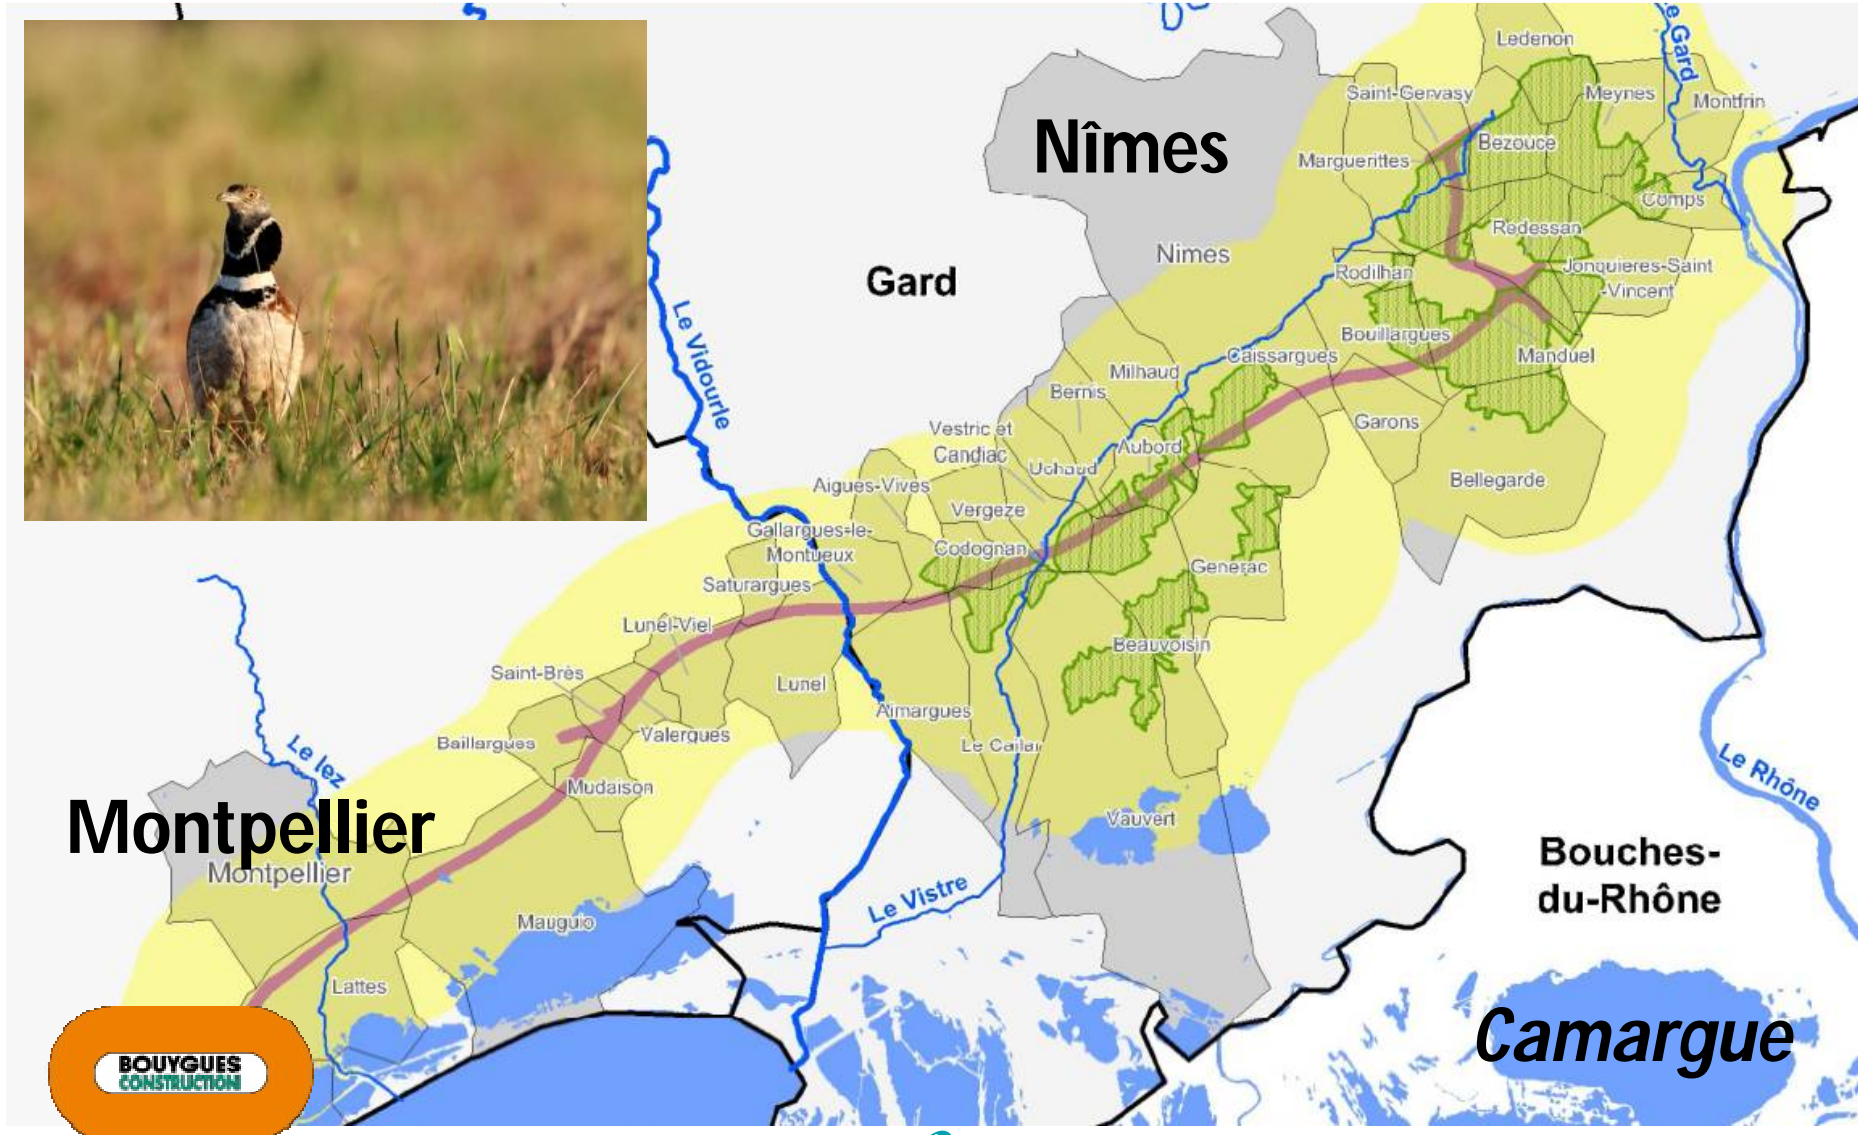 Ledenon
Le Gard
Saint-Gervasy
Meynes
Montfrin
Nîmes
Bezouce
Marguerittes
Comps
Redessan
Nimes
Gard
Rodilhan
Jonquieres-Saint
-Vincent
Le Vidourle
Bouillargues
Caissargues
Manduel
Milhaud
Bernis
Garons
Vestric et
Candiac
Aubord
Uchaud
Bellegarde
Aigues-Vives
Vergeze
Gallargues-le-
Montueux
Codognan
Generac
Saturargues
Lunel-Viel
Beauvoisin
Saint-Brès
Lunel
Aimargues
Valergues
Baillargues
Le Cailar
Le lez
Le Rhône
Mudaison
Montpellier
Vauvert
Montpellier
Bouches-
du-Rhône
Le Vistre
Mauguio
Lattes
Camargue
BOUYGUES
CONSTRUCTION